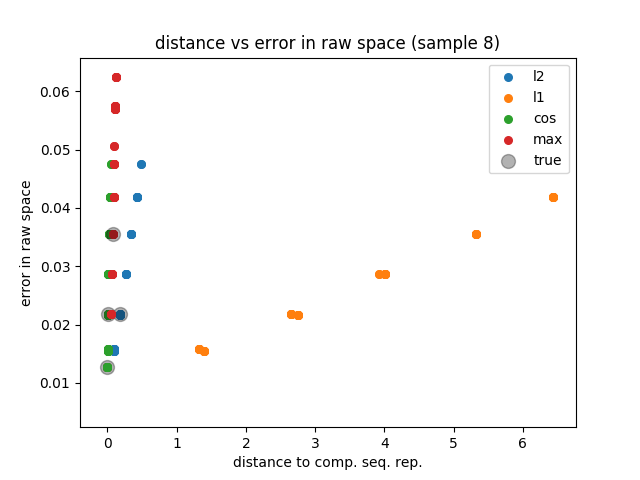 distance vs error in raw space (sample 8)
l2
l1
cos
max
true
0.06
0.05
0.04
0.03
0.02
0.01
error in raw space
0 1 2 3 4 5 6
distance to comp. seq. rep.